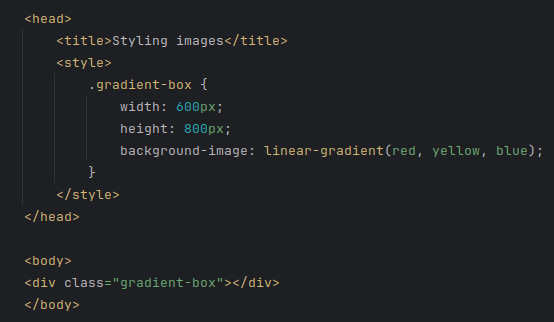 <head>
    <title>Styling images</title>
    <style>
        .gradient-box {
            width: 600px;
            height: 800px;
            background-image: linear-gradient(red, yellow, blue);
        }
    </style>
</head>

<body>
<div class="gradient-box"></div>
</body>